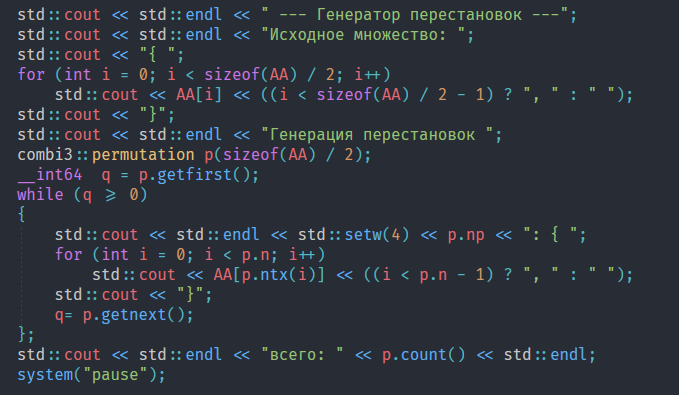 std::cout << std::endl << " --- Генератор перестановок ---";
std::cout << std::endl << "Исходное множество: ";
std::cout << "{ ";
for (int i = 0; i < sizeof(AA) / 2; i++)
    std::cout << AA[i] << ((i < sizeof(AA) / 2 - 1) ? ", " : " ");
std::cout << "}";
std::cout << std::endl << "Генерация перестановок ";
combi3::permutation p(sizeof(AA) / 2);
__int64  q = p.getfirst();
while (q >= 0)
{
    std::cout << std::endl << std::setw(4) << p.np << ": { ";
    for (int i = 0; i < p.n; i++)
        std::cout << AA[p.ntx(i)] << ((i < p.n - 1) ? ", " : " ");
    std::cout << "}";
    q= p.getnext();
};
std::cout << std::endl << "всего: " << p.count() << std::endl;
system("pause");